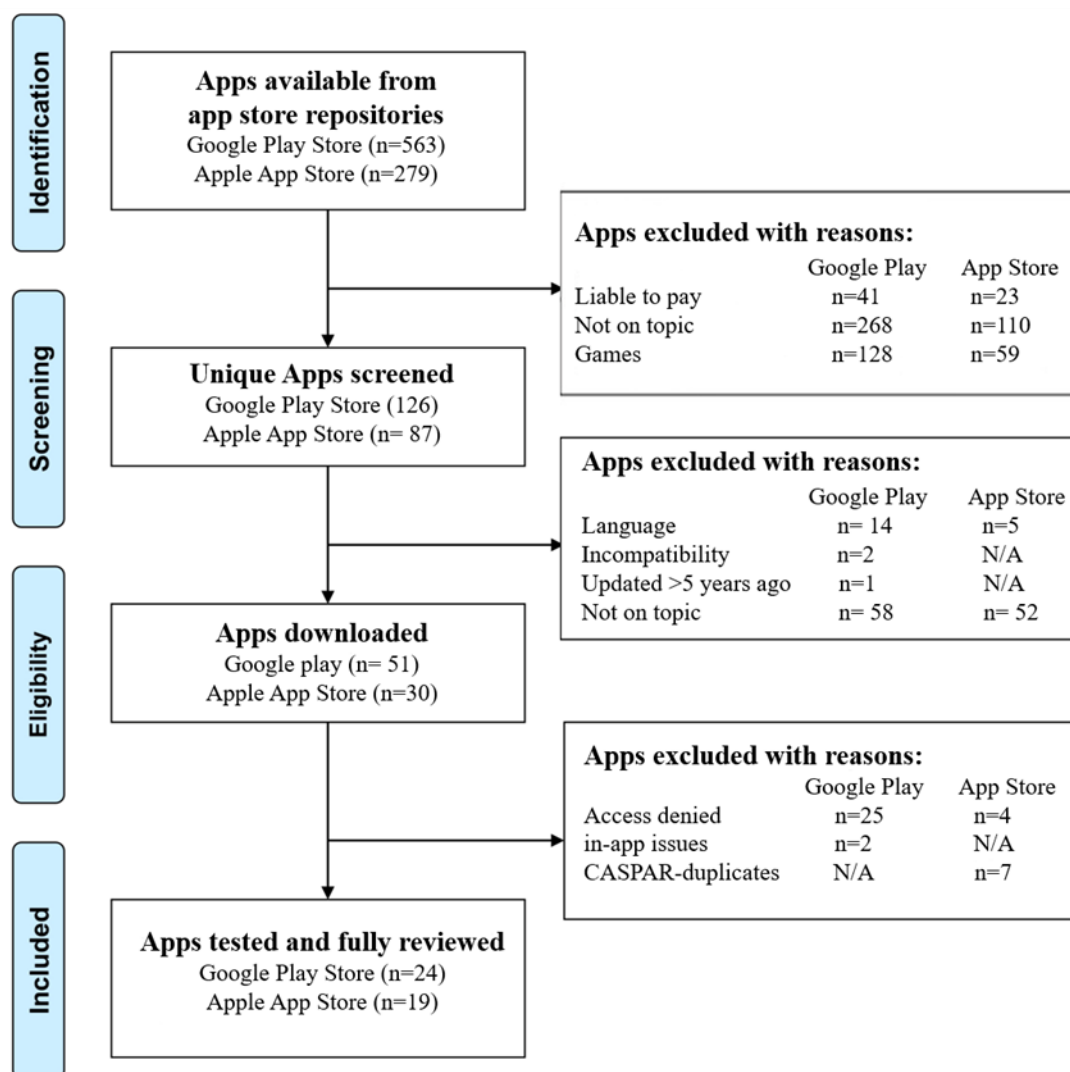 Identification
Apps available from
app store repositories
Google Play Store (n=563)
Apple App Store (n=279)
Apps excluded with reasons:
Google Play App Store
Liable to pay n=41 n=23
Not on topic n=268 n=110
Games n=128 n=59
Screening
Unique Apps screened
Google Play Store (126)
Apple App Store (n= 87)
Apps excluded with reasons:
Google Play App Store
Language n= 14 n=5
Incompatibility n=2 N/A
Updated >5 years ago n=1 N/A
Not on topic n= 58 n= 52
Eligibility
Apps downloaded
Google play (n= 51)
Apple App Store (n=30)
Apps excluded with reasons:
Google Play App Store
Access denied n=25 n=4
in-app issues n=2 N/A
CASPAR-duplicates N/A n=7
Included
Apps tested and fully reviewed
Google Play Store (n=24)
Apple App Store (n=19)